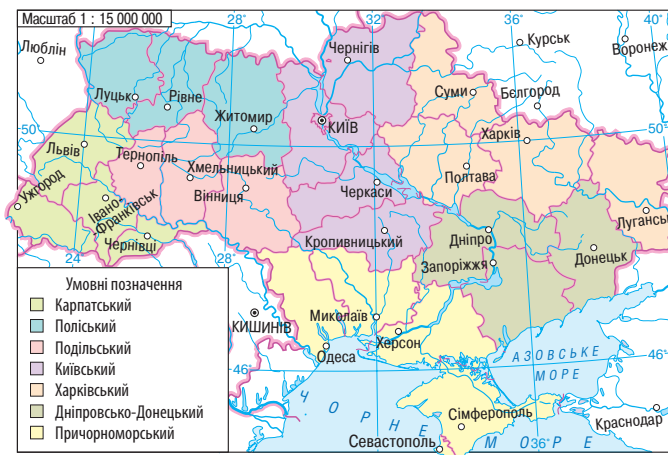 Масштаб 1 : 15 000 000
28°
32°
36°
40°
Люблін
Чернігів
Курськ
Воронеж
Луцьк
Рівне
Суми
Бєлгород
Житомир
КИЇВ
50°
50°
Львів
Харків
Тернопіль
Хмельницький
Полтава
Ужгород
Івано-
Франківськ
Вінниця
Черкаси
Луганськ
Чернівці
Кропивницький
Дніпро
Донецьк
24°
28°
Запоріжжя
Умовні позначення
Карпатський
Поліський
Подільський
Київський
Харківський
Дніпровсько-Донецький
Причорноморський
КИШИНІВ
Миколаїв
Херсон
Одеса
46°
46°
АЗОВСЬКЕ
МОРЕ
ЧОРНЕ
МОРЕ
Сімферополь
Севастополь
36°
Краснодар